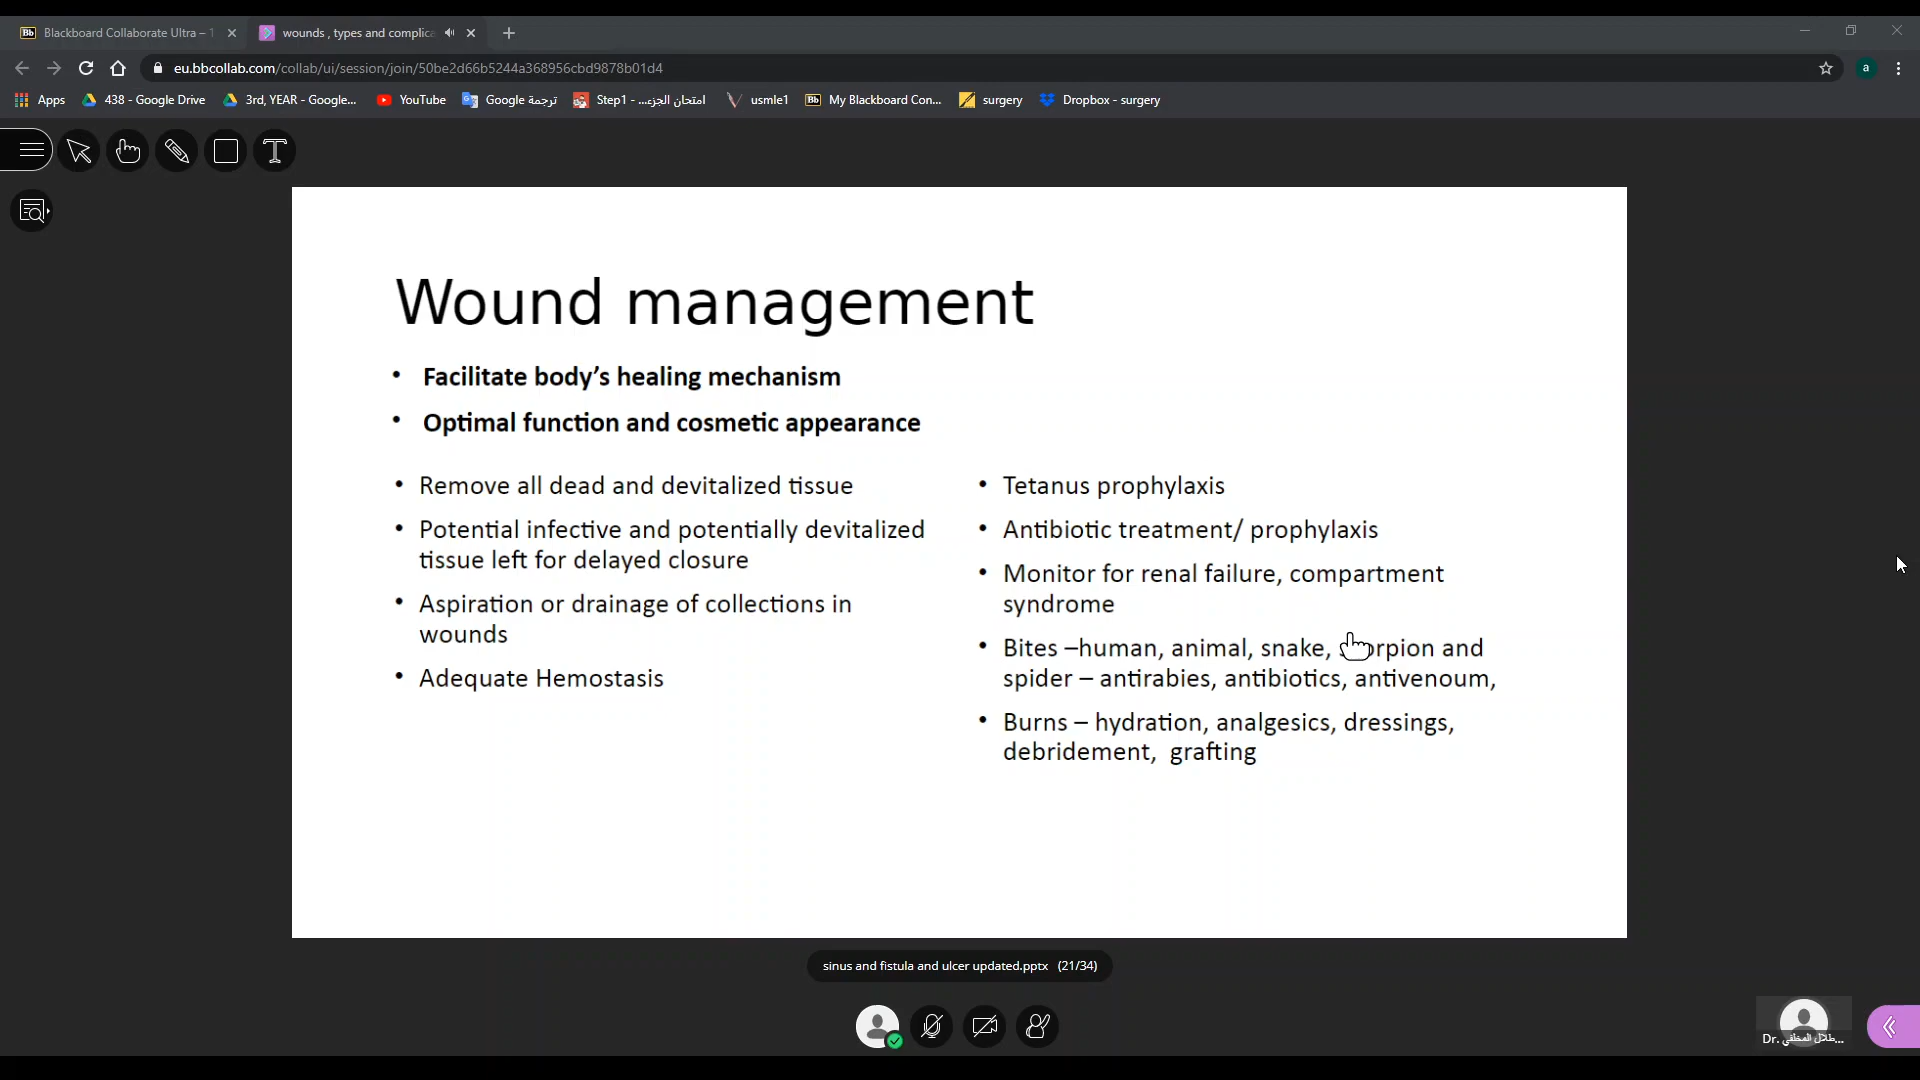 Blackboard Collaborate Ultra –
wounds , types and complica
eu.bbcollab.com/collab/ui/session/join/50be2d66b5244a368956cbd9878b01d4
a
Apps
438 - Google Drive
3rd, YEAR - Google...
YouTube
ترجمة Google
امتحان الجزء... - Step1
usmle1
My Blackboard Con...
surgery
Dropbox - surgery
T
Wound management
• Facilitate body’s healing mechanism
• Optimal function and cosmetic appearance
• Remove all dead and devitalized tissue
• Potential infective and potentially devitalized
tissue left for delayed closure
• Aspiration or drainage of collections in
wounds
• Adequate Hemostasis
• Tetanus prophylaxis
• Antibiotic treatment/ prophylaxis
• Monitor for renal failure, compartment
syndrome
• Bites –human, animal, snake, scorpion and
spider – antirabies, antibiotics, antivenoum,
• Burns – hydration, analgesics, dressings,
debridement, grafting
sinus and fistula and ulcer updated.pptx (21/34)
Dr. طلال